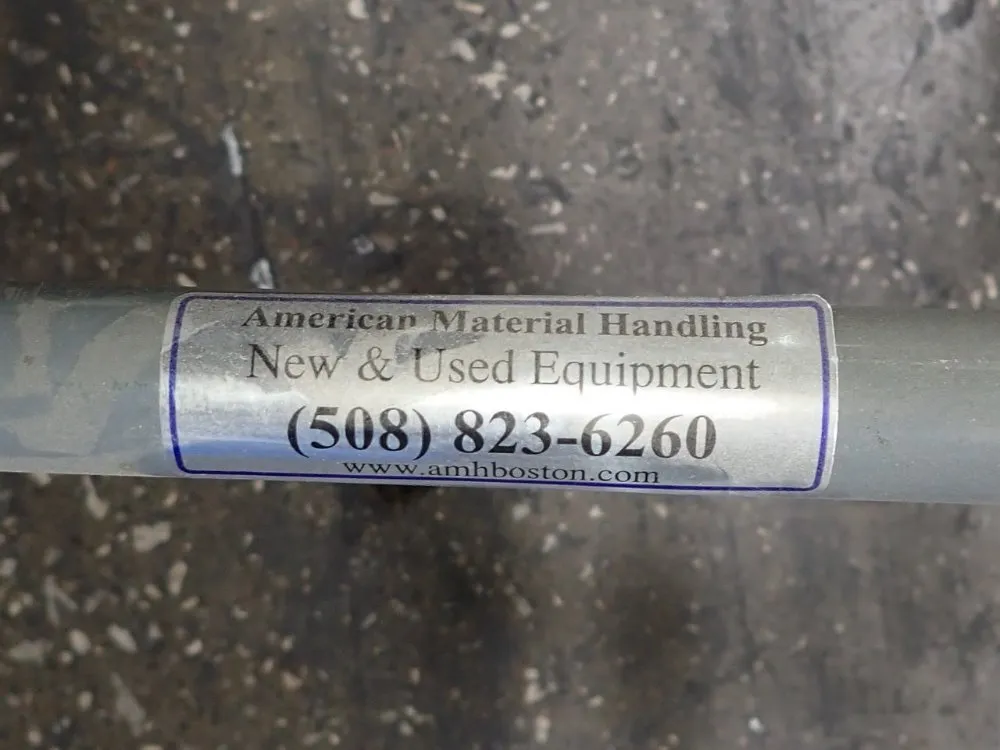 American Material Handling
New & Used Equipment
(508) 823-6260
www.amhboston.com